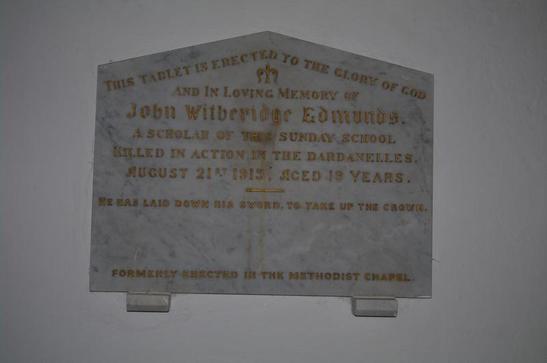 THIS TABLET IS ERECTED TO THE GLORY OF GOD
AND IN LOVING MEMORY OF
John Witheridge Edmunds.
A SCHOLAR OF THE SUNDAY SCHOOL
KILLED IN ACTION IN THE DARDANELLES.
AUGUST 21ST 1915. AGED 19 YEARS.
HE HAS LAID DOWN HIS SWORD, TO TAKE UP THE CROWN.
FORMERLY ERECTED IN THE METHODIST CHAPEL.